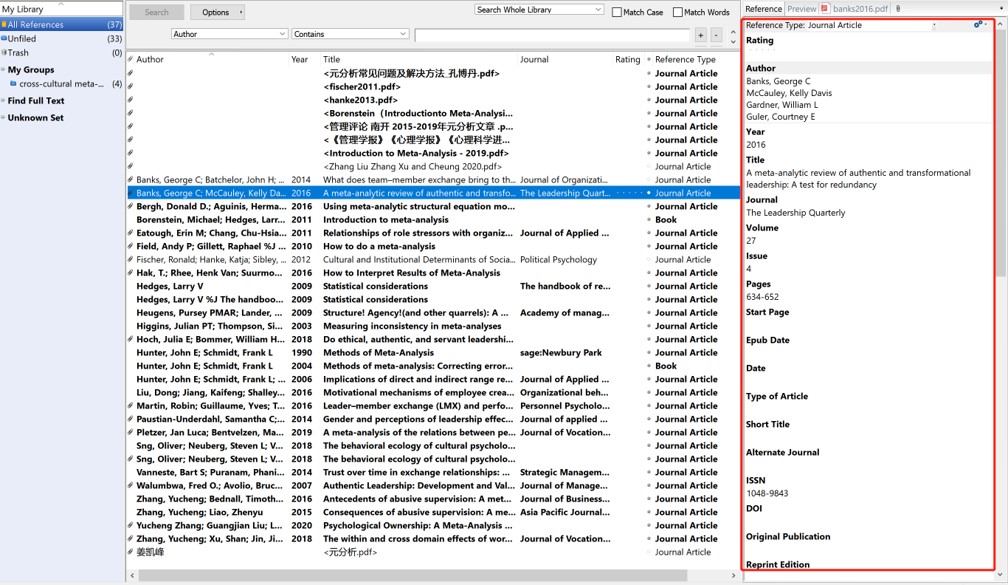 My Library
All References (37)
Unfiled (33)
Trash (0)
My Groups
cross-cultural meta-... (4)
Find Full Text
Unknown Set
Search Options Search Whole Library Match Case Match Words
Author Contains + -
Author Year Title Journal Rating Reference Type
<元分析常见问题及解决方法_孔博丹.pdf> Journal Article
<fischer2011.pdf> Journal Article
<hanke2013.pdf> Journal Article
<Borenstein（Introductionto Meta-Analysi... Journal Article
<管理评论 南开 2015-2019年元分析文章 .p... Journal Article
<《管理学报》《心理学报》《心理科学进... Journal Article
<Introduction to Meta-Analysis - 2019.pdf> Journal Article
<Zhang Liu Zhang Xu and Cheung 2020.pdf> Journal Article
Banks, George C; Batchelor, John H; ... 2014 What does team–member exchange bring to th... Journal of Organizati... Journal Article
Banks, George C; McCauley, Kelly Da... 2016 A meta-analytic review of authentic and transfo... The Leadership Quart... Journal Article
Bergh, Donald D.; Aguinis, Herma... 2016 Using meta-analytic structural equation mo... Journal Article
Borenstein, Michael; Hedges, Larr... 2011 Introduction to meta-analysis Book
Eatough, Erin M; Chang, Chu-Hsia... 2011 Relationships of role stressors with organiz... Journal of Applied ... Journal Article
Field, Andy P; Gillett, Raphael %J ... 2010 How to do a meta-analysis Journal Article
Fischer, Ronald; Hanke, Katja; Sibley, ... 2012 Cultural and Institutional Determinants of Socia... Political Psychology Journal Article
Hak, T.; Rhee, Henk Van; Suurmo... 2016 How to Interpret Results of Meta-Analysis Journal Article
Hedges, Larry V 2009 Statistical considerations The handbook of re... Journal Article
Hedges, Larry V %J The handboo... 2009 Statistical considerations Journal Article
Heugens, Pursey PMAR; Lander, ... 2009 Structure! Agency!(and other quarrels): A ... Academy of manag... Journal Article
Higgins, Julian PT; Thompson, Si... 2003 Measuring inconsistency in meta-analyses Journal Article
Hoch, Julia E; Bommer, William H... 2018 Do ethical, authentic, and servant leadershi... Journal Article
Hunter, John E; Schmidt, Frank L 1990 Methods of Meta-Analysis sage:Newbury Park Journal Article
Hunter, John E; Schmidt, Frank L 2004 Methods of meta-analysis: Correcting error... Book
Hunter, John E; Schmidt, Frank L; ... 2006 Implications of direct and indirect range re... Journal of Applied ... Journal Article
Liu, Dong; Jiang, Kaifeng; Shalley... 2016 Motivational mechanisms of employee crea... Organizational beh... Journal Article
Martin, Robin; Guillaume, Yves; T... 2016 Leader–member exchange (LMX) and perfo... Personnel Psycholo... Journal Article
Paustian-Underdahl, Samantha C;... 2014 Gender and perceptions of leadership effec... Journal of applied ... Journal Article
Pletzer, Jan Luca; Bentvelzen, Ma... 2019 A meta-analysis of the relations between pe... Journal of Vocation... Journal Article
Sng, Oliver; Neuberg, Steven L; V... 2018 The behavioral ecology of cultural psycholo... Journal Article
Sng, Oliver; Neuberg, Steven L; V... 2018 The behavioral ecology of cultural psycholo... Journal Article
Vanneste, Bart S; Puranam, Phani... 2014 Trust over time in exchange relationships: ... Strategic Managem... Journal Article
Walumbwa, Fred O.; Avolio, Bruc... 2007 Authentic Leadership: Development and Val... Journal of Manage... Journal Article
Zhang, Yucheng; Bednall, Timoth... 2016 Antecedents of abusive supervision: A met... Journal of Business... Journal Article
Zhang, Yucheng; Liao, Zhenyu 2015 Consequences of abusive supervision: A me... Asia Pacific Journal... Journal Article
Yucheng Zhang; Guangjian Liu; L... 2020 Psychological Ownership: A Meta-Analysis ... Journal Article
Zhang, Yucheng; Xu, Shan; Jin, Ji... 2018 The within and cross domain effects of wor... Journal of Vocation... Journal Article
姜凯峰 <元分析.pdf> Journal Article
Reference Preview banks2016.pdf
Reference Type: Journal Article
Rating
Author
Banks, George C
McCauley, Kelly Davis
Gardner, William L
Guler, Courtney E
Year
2016
Title
A meta-analytic review of authentic and transformational
leadership: A test for redundancy
Journal
The Leadership Quarterly
Volume
27
Issue
4
Pages
634-652
Start Page
Epub Date
Date
Type of Article
Short Title
Alternate Journal
ISSN
1048-9843
DOI
Original Publication
Reprint Edition